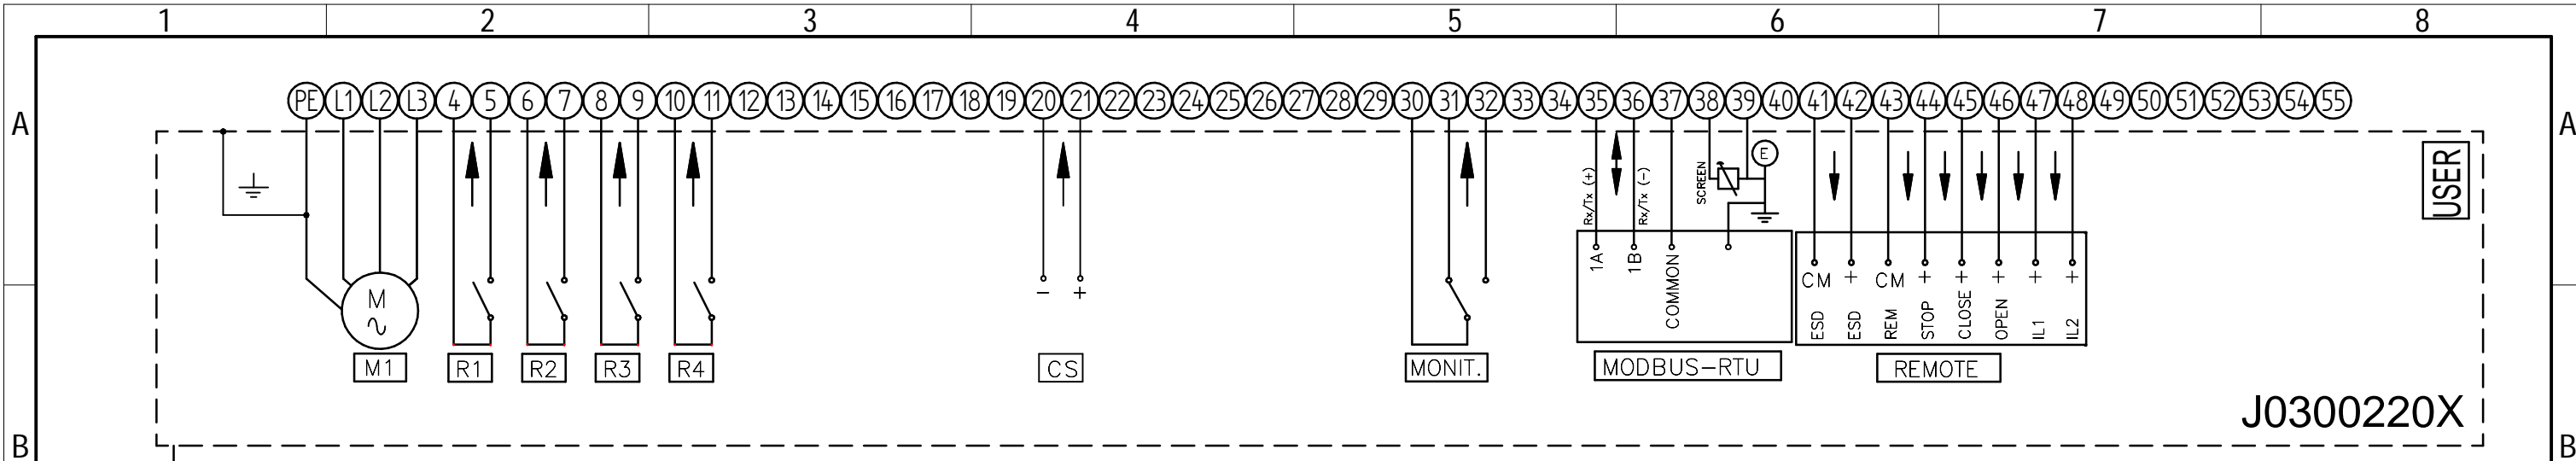 1 2 3 4 5 6 7 8
A A
PE L1 L2 L3 4 5 6 7 8 9 10 11 12 13 14 15 16 17 18 19 20 21 22 23 24 25 26 27 28 29 30 31 32 33 34 35 36 37 38 39 40 41 42 43 44 45 46 47 48 49 50 51 52 53 54 55
Rx/Tx (+)
Rx/Tx (-)
SCREEN
E
USER
1A
1B
COMMON
CM + CM + + + + +
ESD
ESD
REM
STOP
CLOSE
OPEN
IL1
IL2
- +
M
M1 R1 R2 R3 R4 CS MONIT. MODBUS-RTU REMOTE
J0300220X
B B